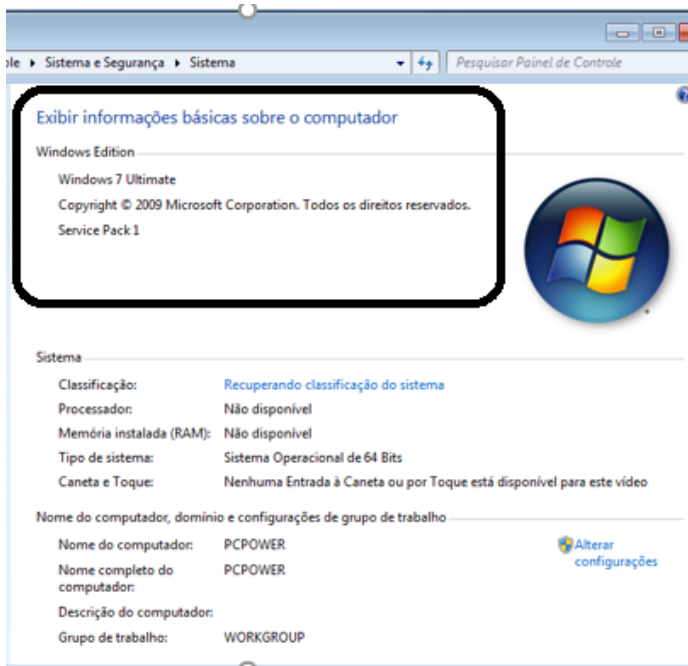 ole ▸ Sistema e Segurança ▸ Sistema
Pesquisar Painel de Controle
Exibir informações básicas sobre o computador
Windows Edition
Windows 7 Ultimate
Copyright © 2009 Microsoft Corporation. Todos os direitos reservados.
Service Pack 1
Sistema
Classificação: Recuperando classificação do sistema
Processador: Não disponível
Memória instalada (RAM): Não disponível
Tipo de sistema: Sistema Operacional de 64 Bits
Caneta e Toque: Nenhuma Entrada à Caneta ou por Toque está disponível para este vídeo
Nome do computador, domínio e configurações de grupo de trabalho
Nome do computador: PCPOWER
Alterar
configurações
Nome completo do
computador: PCPOWER
Descrição do computador:
Grupo de trabalho: WORKGROUP